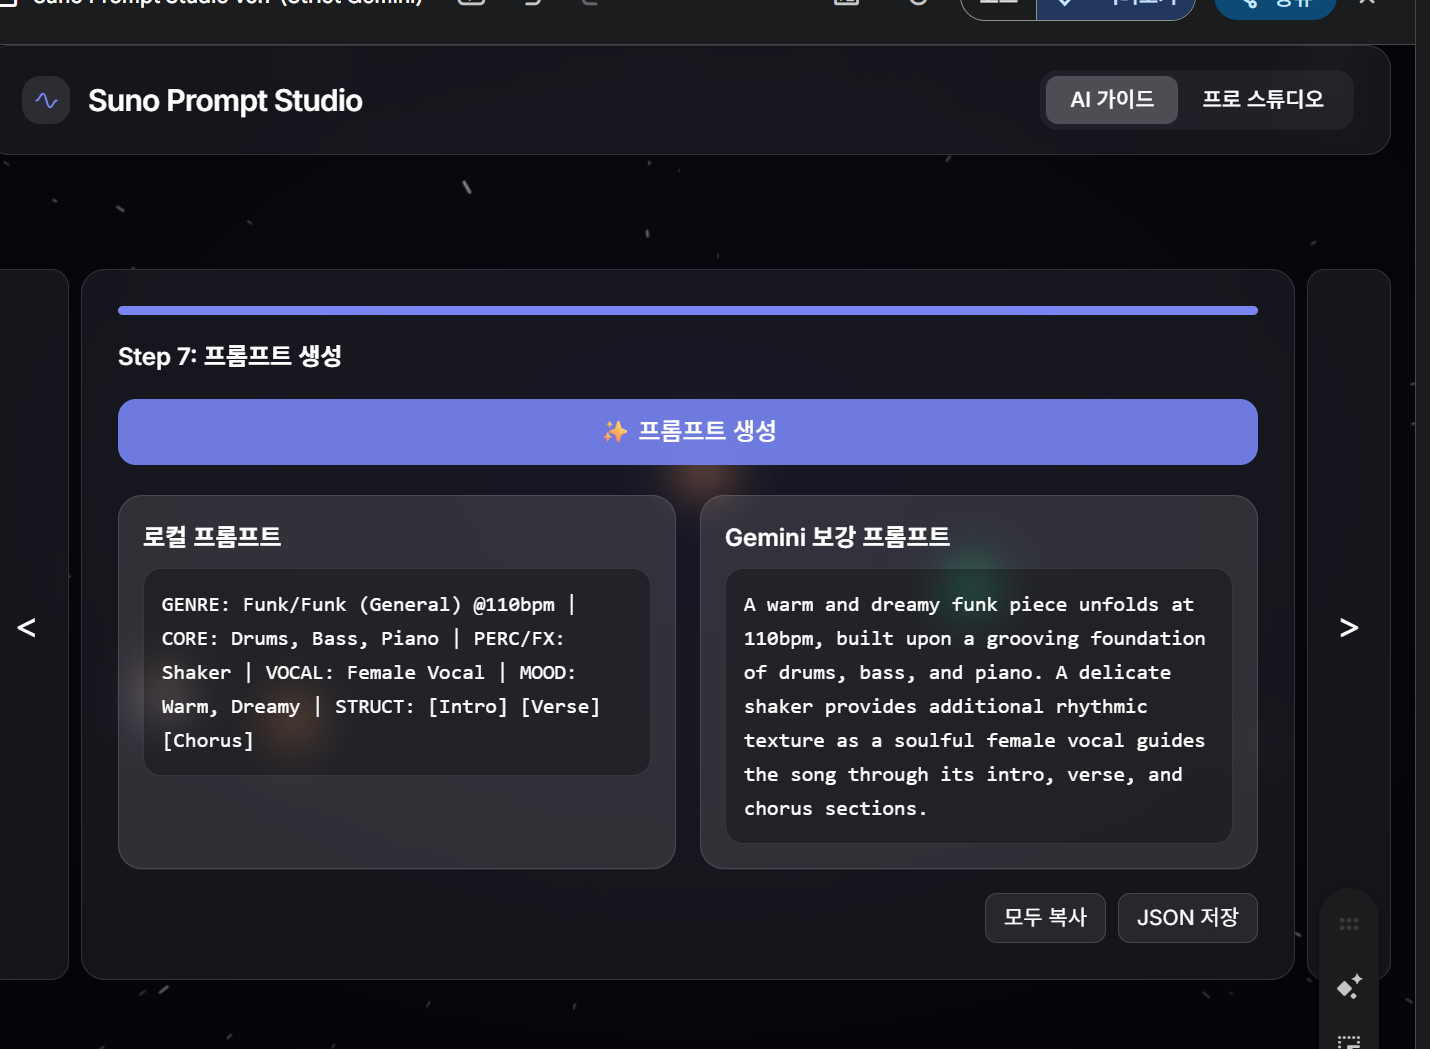 Suno Prompt Studio
AI 가이드
프로 스튜디오
Step 7: 프롬프트 생성
✨ 프롬프트 생성
로컬 프롬프트
GENRE: Funk/Funk (General) @110bpm |
CORE: Drums, Bass, Piano | PERC/FX:
Shaker | VOCAL: Female Vocal | MOOD:
Warm, Dreamy | STRUCT: [Intro] [Verse]
[Chorus]
Gemini 보강 프롬프트
A warm and dreamy funk piece unfolds at
110bpm, built upon a grooving foundation
of drums, bass, and piano. A delicate
shaker provides additional rhythmic
texture as a soulful female vocal guides
the song through its intro, verse, and
chorus sections.
<
>
모두 복사
JSON 저장